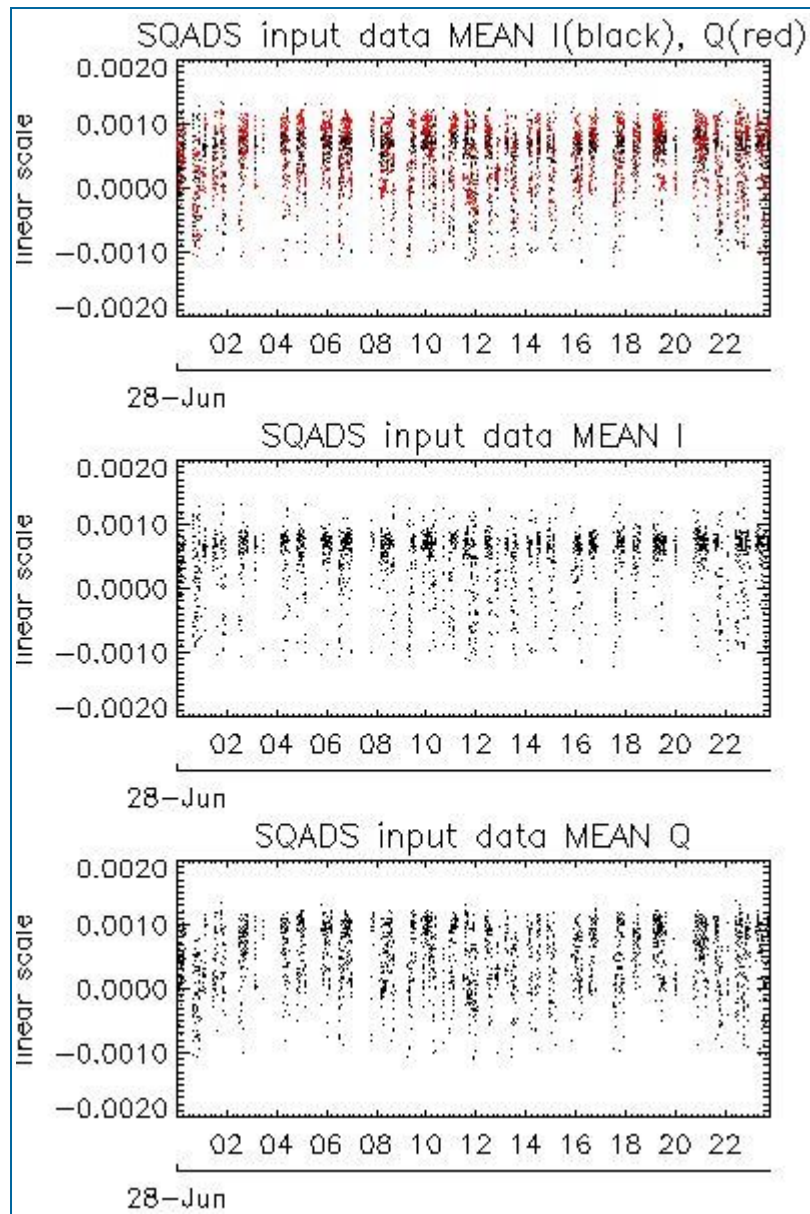 SQADS input data MEAN I(black), Q(red)
0.0020
0.0010
0.0000
-0.0010
-0.0020
linear scale
02 04 06 08 10 12 14 16 18 20 22
28-Jun
SQADS input data MEAN I
0.0020
0.0010
0.0000
-0.0010
-0.0020
linear scale
02 04 06 08 10 12 14 16 18 20 22
28-Jun
SQADS input data MEAN Q
0.0020
0.0010
0.0000
-0.0010
-0.0020
linear scale
02 04 06 08 10 12 14 16 18 20 22
28-Jun